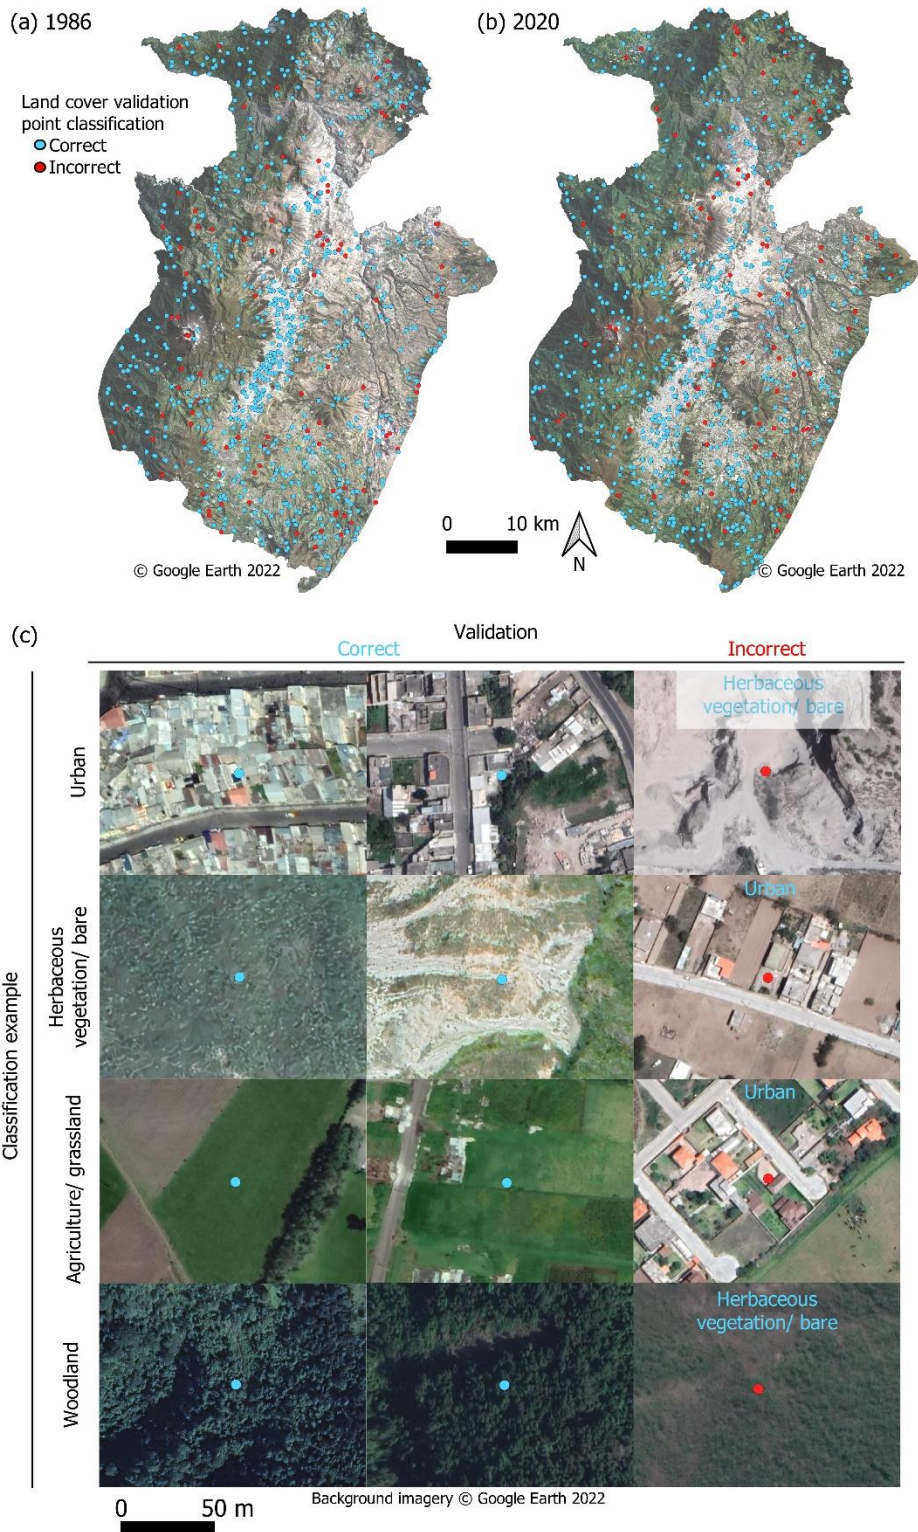 (a) 1986
(b) 2020
Land cover validation
point classification
Correct
Incorrect
0 10 km
N
© Google Earth 2022
© Google Earth 2022
(c)
Validation
Correct
Incorrect
Classification example
Urban
Herbaceous
vegetation/ bare
Herbaceous
vegetation/ bare
Urban
Agriculture/ grassland
Urban
Woodland
Herbaceous
vegetation/ bare
0 50 m
Background imagery © Google Earth 2022